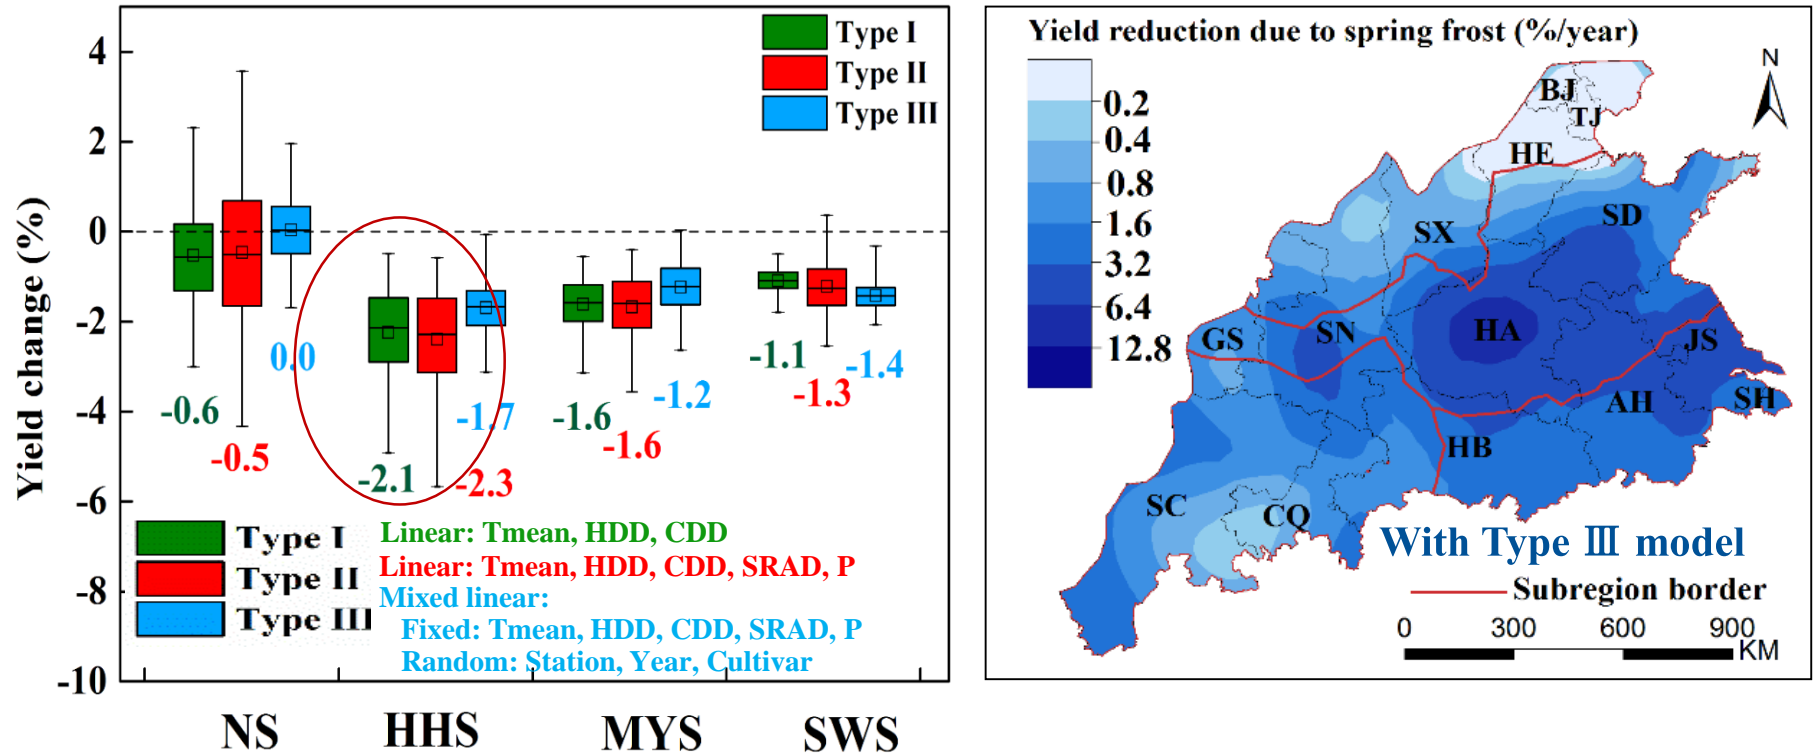 Yield change (%)
4
2
0
-2
-4
-6
-8
-10
Type I
Type II
Type III
-0.6
-0.5
0.0
-2.1
-2.3
-1.7
-1.6
-1.6
-1.2
-1.1
-1.3
-1.4
Type I
Type II
Type III
Linear: Tmean, HDD, CDD
Linear: Tmean, HDD, CDD, SRAD, P
Mixed linear:
Fixed: Tmean, HDD, CDD, SRAD, P
Random: Station, Year, Cultivar
NS HHS MYS SWS
Yield reduction due to spring frost (%/year)
0.2
0.4
0.8
1.6
3.2
6.4
12.8
N
BJ
TJ
HE
SD
SX
HA
SN
GS
JS
SH
AH
HB
SC
CQ
With Type Ⅲ model
Subregion border
0 300 600 900
KM